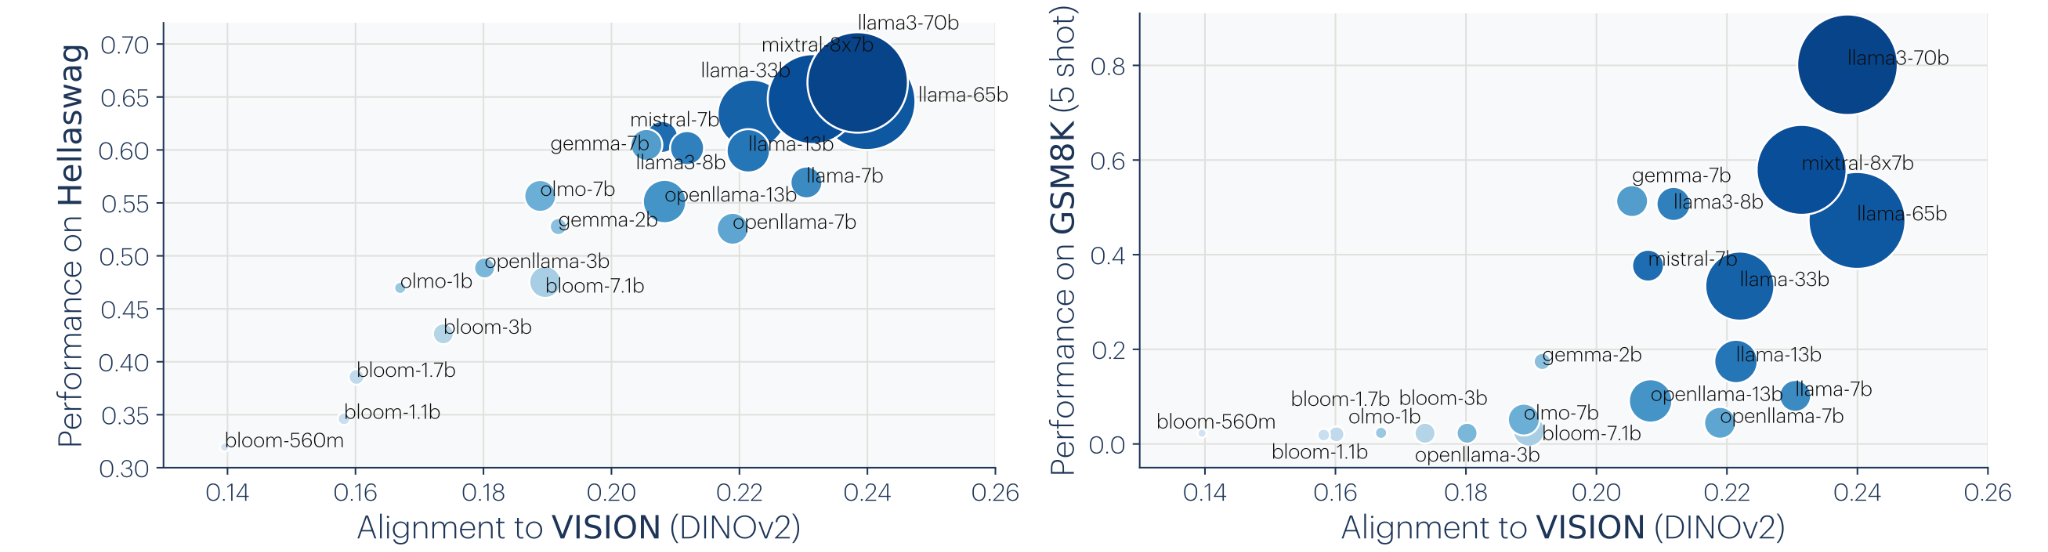 Performance on Hellaswag
0.70
0.65
0.60
0.55
0.50
0.45
0.40
0.35
0.30
llama3-70b
mixtral-8x7b
llama-33b
llama-65b
mistral-7b
gemma-7b
llama-13b
llama3-8b
llama-7b
olmo-7b
openllama-13b
gemma-2b
openllama-7b
openllama-3b
olmo-1b
bloom-7.1b
bloom-3b
bloom-1.7b
bloom-1.1b
bloom-560m
0.14 0.16 0.18 0.20 0.22 0.24 0.26
Alignment to VISION (DINOv2)
Performance on GSM8K (5 shot)
0.8
0.6
0.4
0.2
0.0
llama3-70b
mixtral-8x7b
gemma-7b
llama3-8b
llama-65b
mistral-7b
llama-33b
gemma-2b
llama-13b
llama-7b
openllama-13b
bloom-1.7b
bloom-3b
olmo-1b
olmo-7b
openllama-7b
bloom-560m
bloom-7.1b
bloom-1.1b
openllama-3b
0.14 0.16 0.18 0.20 0.22 0.24 0.26
Alignment to VISION (DINOv2)